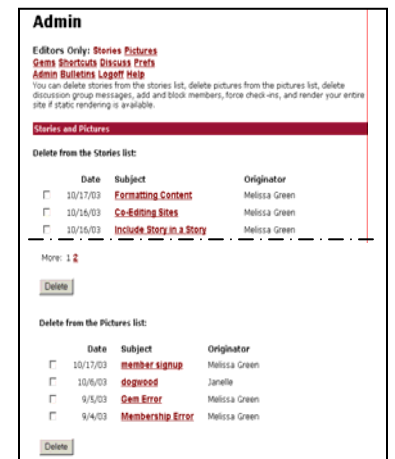 Admin
Editors Only: Stories Pictures
Gems Shortcuts Discuss Prefs
Admin Bulletins Logoff Help
You can delete stories from the stories list, delete pictures from the pictures list, delete
discussion group messages, add and block members, force check-ins, and render your entire
site if static rendering is available.
Stories and Pictures
Delete from the Stories list:
Date Subject Originator
10/17/03 Formatting Content Melissa Green
10/16/03 Co-Editing Sites Melissa Green
10/16/03 Include Story in a Story Melissa Green
More: 1 2
Delete
Delete from the Pictures list:
Date Subject Originator
10/17/03 member signup Melissa Green
10/6/03 dogwood Janelle
9/5/03 Gem Error Melissa Green
9/4/03 Membership Error Melissa Green
Delete